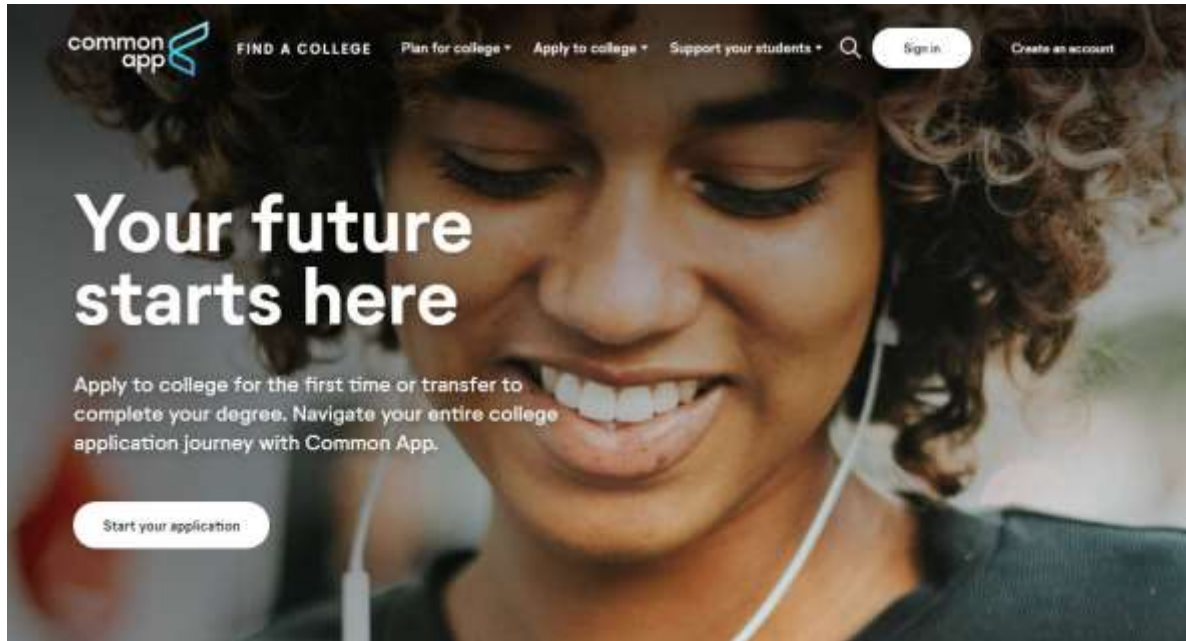 common
app
FIND A COLLEGE
Plan for college
Apply to college
Support your students
Sign in
Create an account
Your future
starts here
Apply to college for the first time or transfer to
complete your degree. Navigate your entire college
application journey with Common App.
Start your application